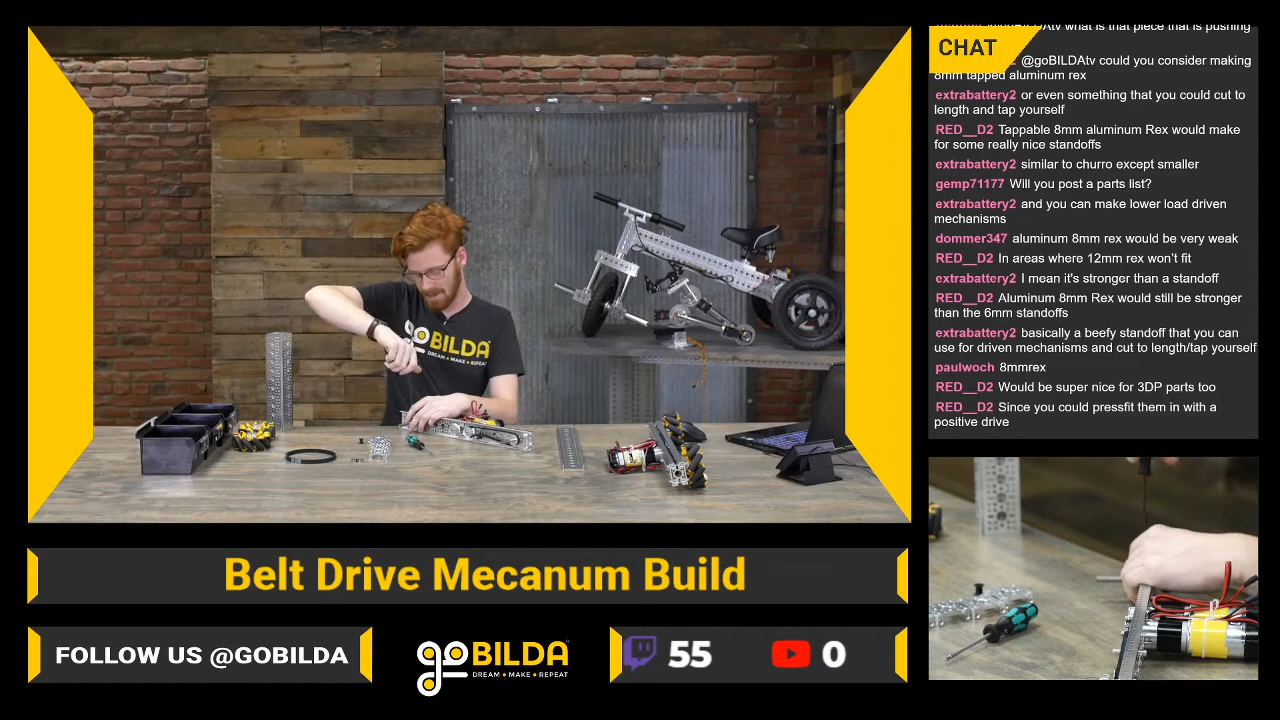 CHAT
what is that piece that is pushing
@goBILDAtv could you consider making
8mm tapped aluminum rex
extrabattery2 or even something that you could cut to
length and tap yourself
RED__D2 Tappable 8mm aluminum Rex would make
for some really nice standoffs
extrabattery2 similar to churro except smaller
gemp71177 Will you post a parts list?
extrabattery2 and you can make lower load driven
mechanisms
dommer347 aluminum 8mm rex would be very weak
RED__D2 In areas where 12mm rex won't fit
extrabattery2 I mean it's stronger than a standoff
RED__D2 Aluminum 8mm Rex would still be stronger
than the 6mm standoffs
extrabattery2 basically a beefy standoff that you can
use for driven mechanisms and cut to length/tap yourself
paulwoch 8mmrex
RED__D2 Would be super nice for 3DP parts too
RED__D2 Since you could pressfit them in with a
positive drive
goBILDA
DREAM • MAKE • REPEAT
Belt Drive Mecanum Build
FOLLOW US @GOBILDA
goBILDA
DREAM • MAKE • REPEAT
55
0